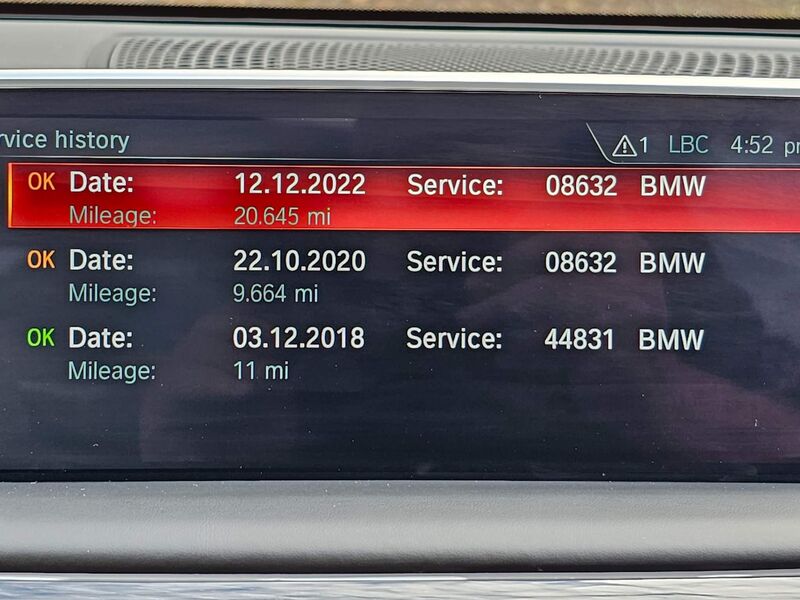 rvice history 1 LBC 4:52 pm
OK Date: 12.12.2022 Service: 08632 BMW
Mileage: 20.645 mi
OK Date: 22.10.2020 Service: 08632 BMW
Mileage: 9.664 mi
OK Date: 03.12.2018 Service: 44831 BMW
Mileage: 11 mi